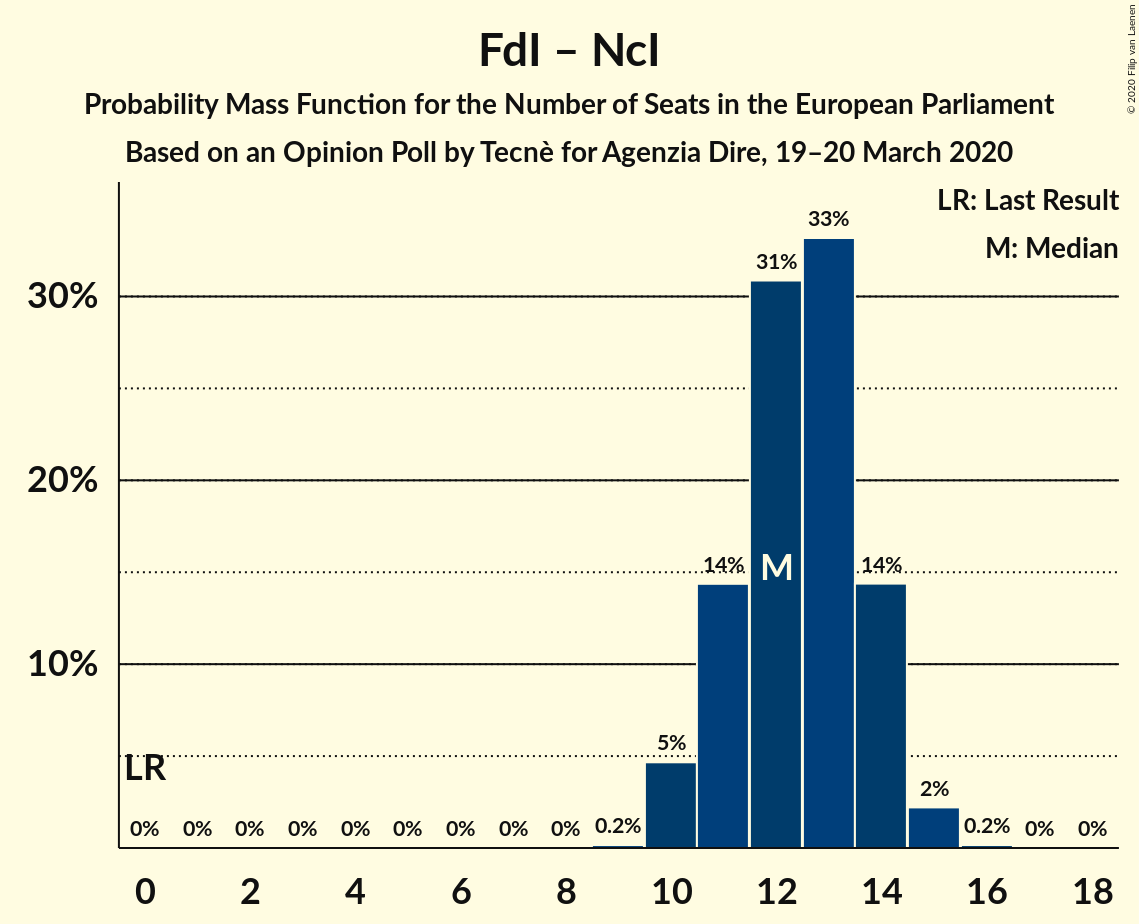 FdI – NcI
Probability Mass Function for the Number of Seats in the European Parliament
Based on an Opinion Poll by Tecnè for Agenzia Dire, 19–20 March 2020
© 2020 Filip van Laenen
LR: Last Result
M: Median
30%
20%
10%
LR
M
0% 0% 0% 0% 0% 0% 0% 0% 0% 0.2% 5% 14% 31% 33% 14% 2% 0.2% 0% 0%
0 2 4 6 8 10 12 14 16 18